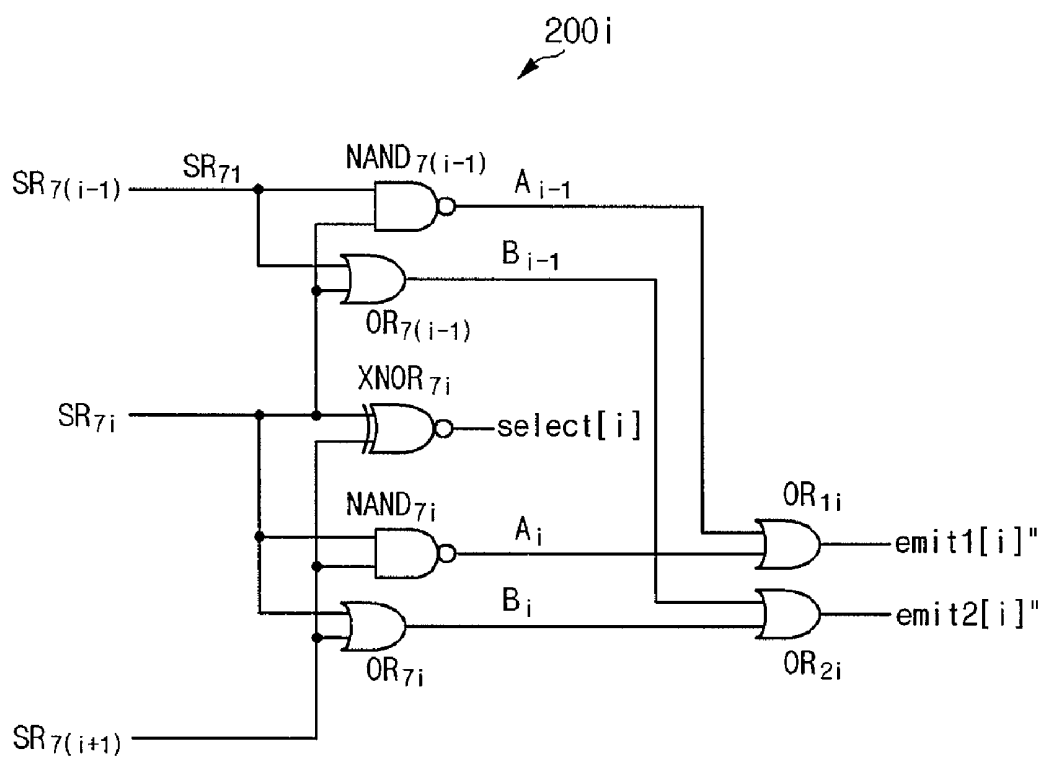 200i
NAND7(i-1)
SR7(i-1)
SR71
Ai-1
Bi-1
OR7(i-1)
XNOR7i
SR7i
select[i]
NAND7i
Ai
OR1i
emit1[i]"
Bi
emit2[i]"
OR7i
OR2i
SR7(i+1)